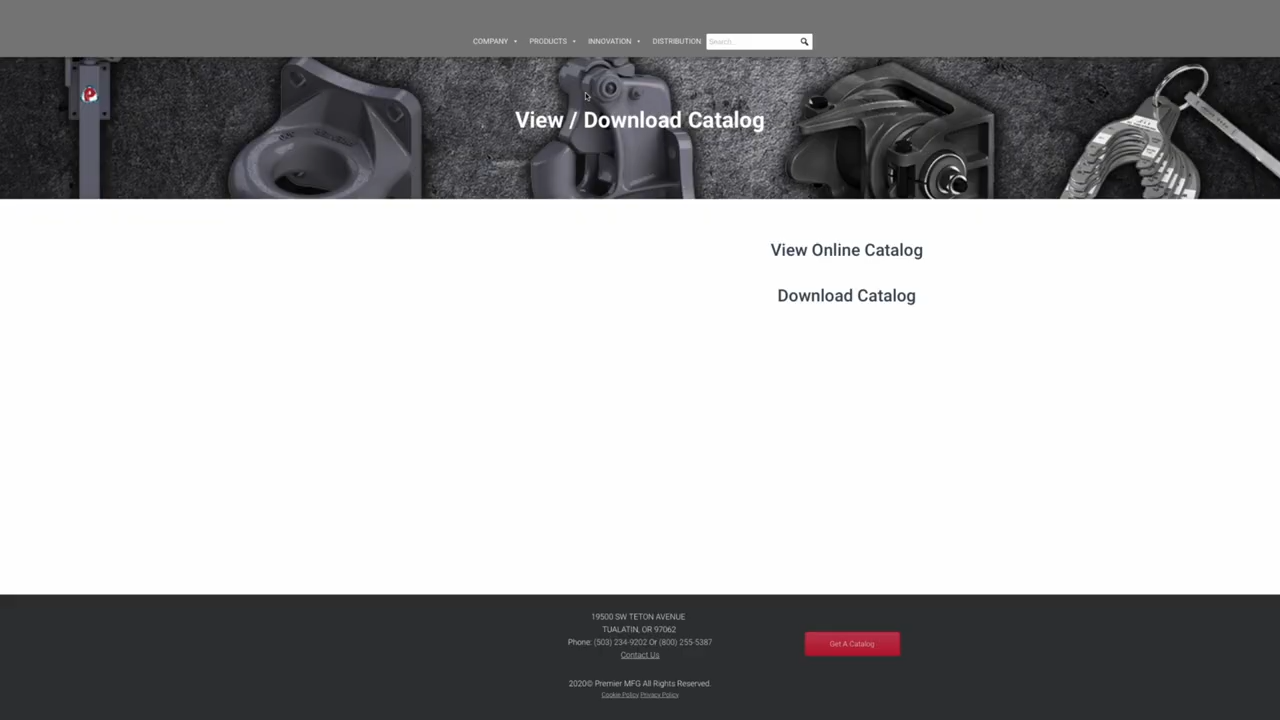 COMPANY PRODUCTS INNOVATION DISTRIBUTION Search...
View / Download Catalog
View Online Catalog
Download Catalog
19500 SW TETON AVENUE
TUALATIN, OR 97062
Phone: (503) 234-9202 Or (800) 255-5387
Contact Us
Get A Catalog
2020© Premier MFG All Rights Reserved.
Cookie Policy Privacy Policy